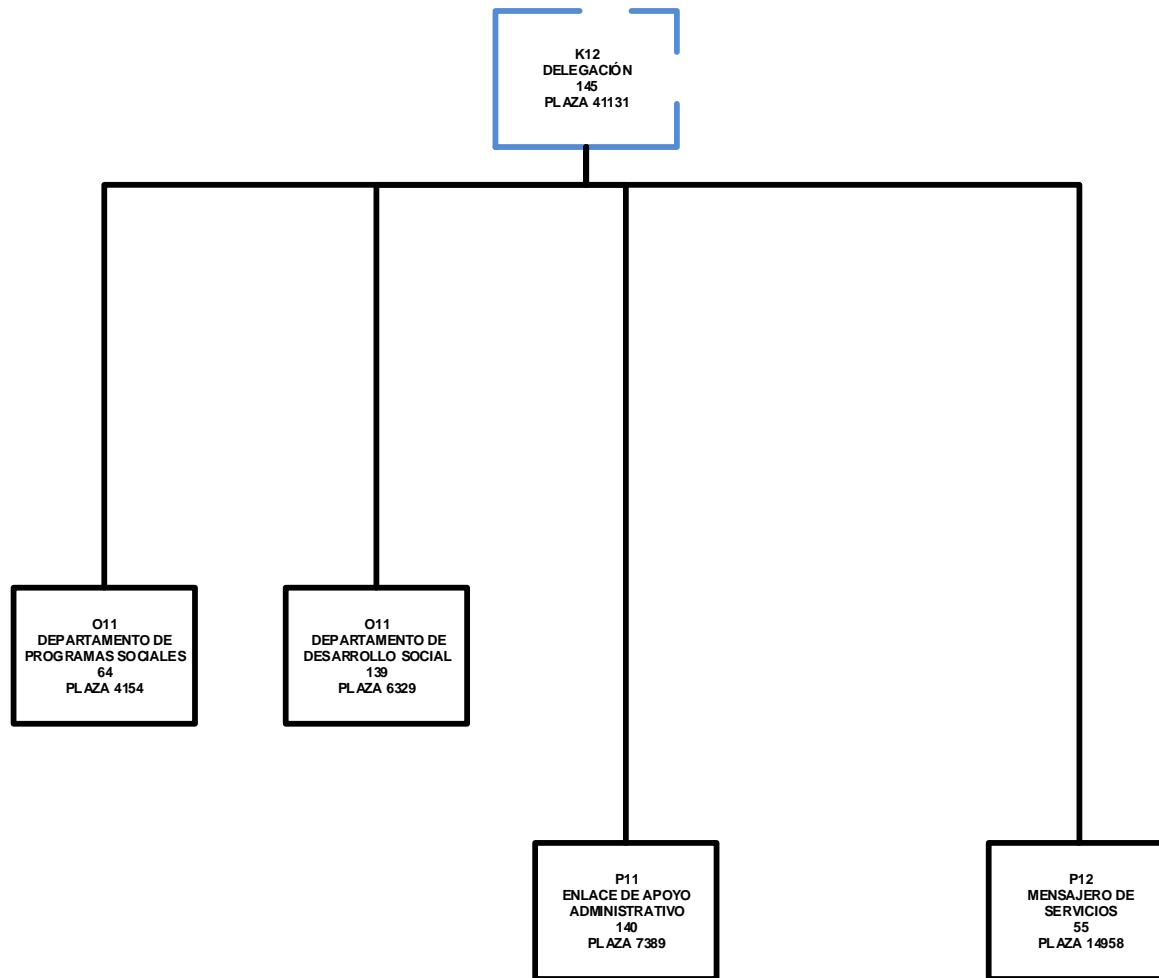 K12
DELEGACIÓN
145
PLAZA 41131
O11
DEPARTAMENTO DE
PROGRAMAS SOCIALES
64
PLAZA 4154
O11
DEPARTAMENTO DE
DESARROLLO SOCIAL
139
PLAZA 6329
P11
ENLACE DE APOYO
ADMINISTRATIVO
140
PLAZA 7389
P12
MENSAJERO DE
SERVICIOS
55
PLAZA 14958